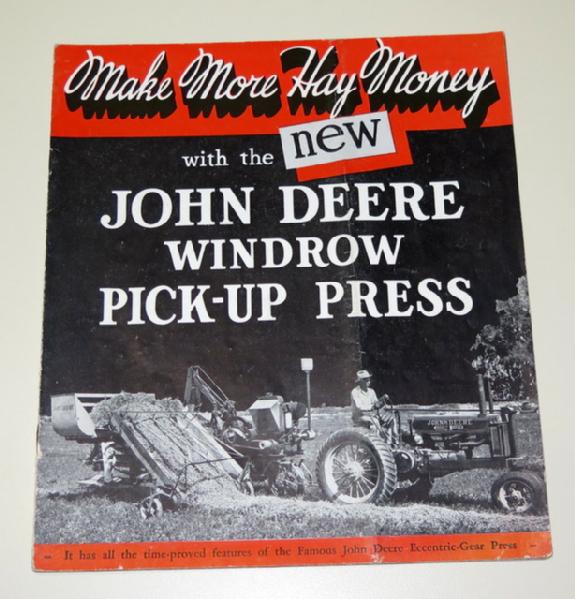 Make More Hay Money
with the new
JOHN DEERE
WINDROW
PICK-UP PRESS
JOHN DEERE
- It has all the time-proved features of the Famous John Deere Eccentric-Gear Press -